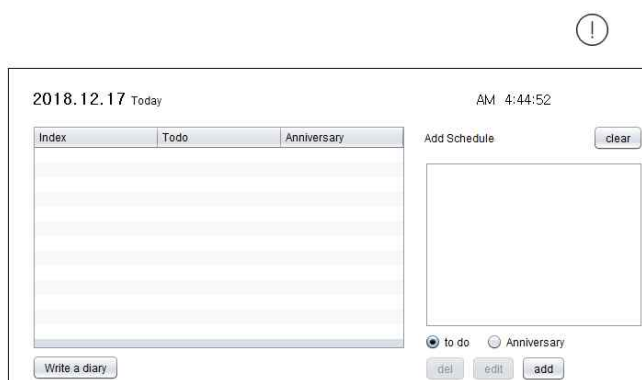 !
2018.12.17 Today
AM 4:44:52
Index Todo Anniversary
Add Schedule clear
to do Anniversary
Write a diary
del edit add